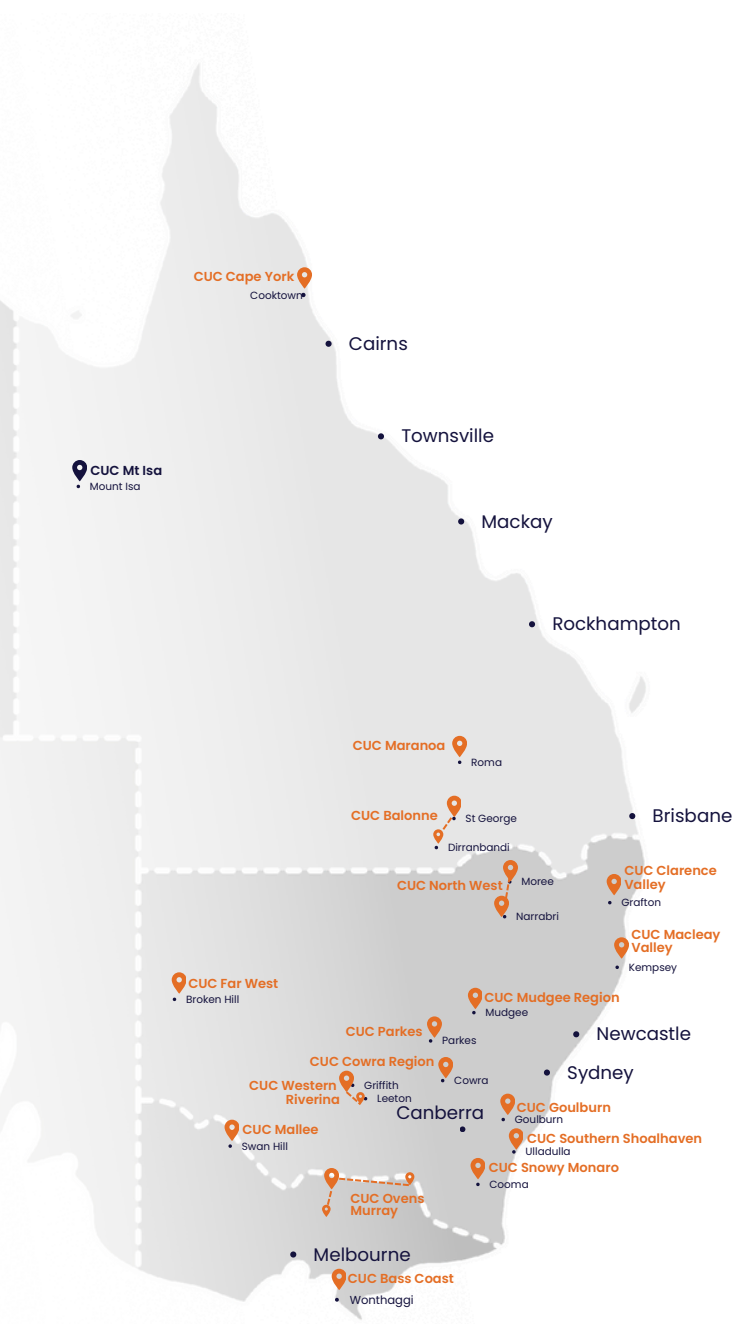 CUC Cape York
Cooktown
Cairns
Townsville
CUC Mt Isa
Mount Isa
Mackay
Rockhampton
CUC Maranoa
Roma
CUC Balonne
St George
Brisbane
Dirranbandi
CUC Clarence
Valley
CUC North West
Moree
Grafton
Narrabri
CUC Macleay
Valley
Kempsey
CUC Far West
Broken Hill
CUC Mudgee Region
Mudgee
CUC Parkes
Parkes
Newcastle
CUC Cowra Region
Cowra
Sydney
CUC Western
Riverina
Griffith
Leeton
Canberra
CUC Goulburn
Goulburn
CUC Mallee
Swan Hill
CUC Southern Shoalhaven
Ulladulla
CUC Snowy Monaro
Cooma
CUC Ovens
Murray
Melbourne
CUC Bass Coast
Wonthaggi